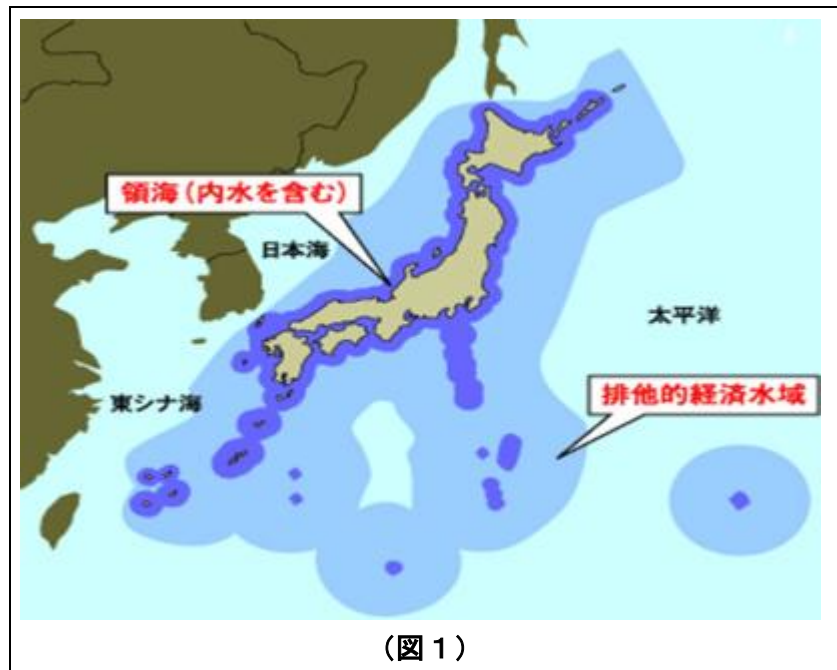 領海(内水を含む)
日本海
太平洋
排他的経済水域
東シナ海
(図1)